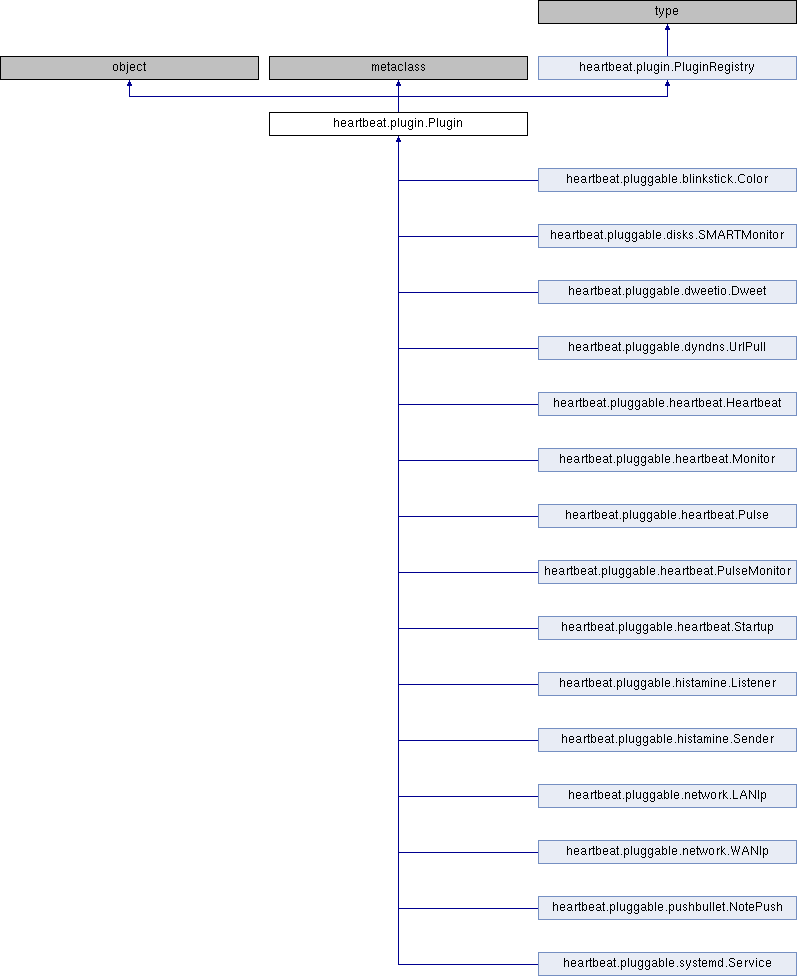 type
object
metaclass
heartbeat.plugin.PluginRegistry
heartbeat.plugin.Plugin
heartbeat.pluggable.blinkstick.Color
heartbeat.pluggable.disks.SMARTMonitor
heartbeat.pluggable.dweetio.Dweet
heartbeat.pluggable.dyndns.UrlPull
heartbeat.pluggable.heartbeat.Heartbeat
heartbeat.pluggable.heartbeat.Monitor
heartbeat.pluggable.heartbeat.Pulse
heartbeat.pluggable.heartbeat.PulseMonitor
heartbeat.pluggable.heartbeat.Startup
heartbeat.pluggable.histamine.Listener
heartbeat.pluggable.histamine.Sender
heartbeat.pluggable.network.LANIp
heartbeat.pluggable.network.WANIp
heartbeat.pluggable.pushbullet.NotePush
heartbeat.pluggable.systemd.Service